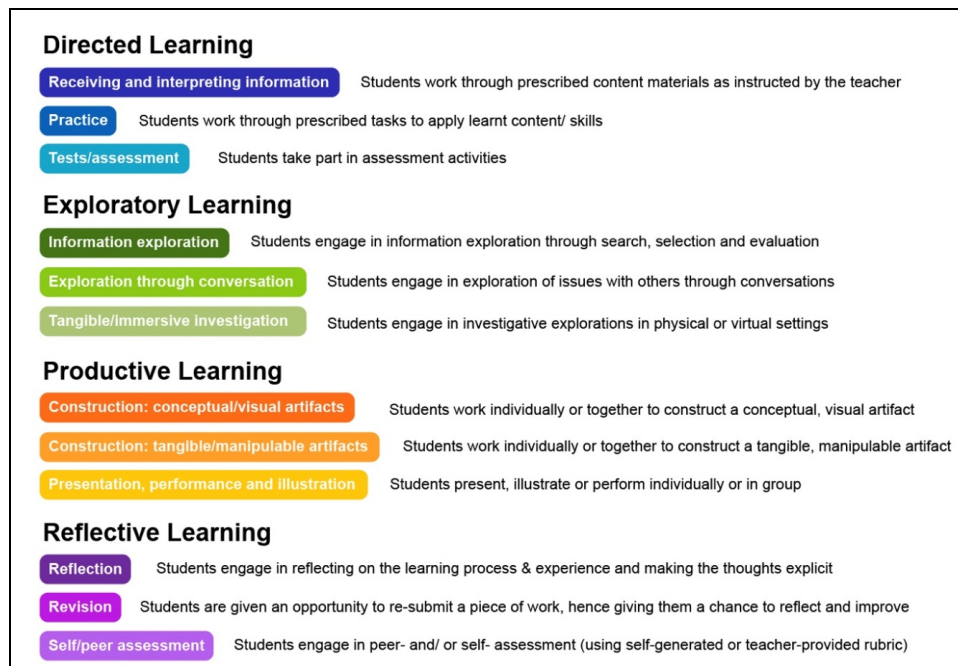 Directed Learning
Receiving and interpreting information Students work through prescribed content materials as instructed by the teacher
Practice Students work through prescribed tasks to apply learnt content/ skills
Tests/assessment Students take part in assessment activities
Exploratory Learning
Information exploration Students engage in information exploration through search, selection and evaluation
Exploration through conversation Students engage in exploration of issues with others through conversations
Tangible/immersive investigation Students engage in investigative explorations in physical or virtual settings
Productive Learning
Construction: conceptual/visual artifacts Students work individually or together to construct a conceptual, visual artifact
Construction: tangible/manipulable artifacts Students work individually or together to construct a tangible, manipulable artifact
Presentation, performance and illustration Students present, illustrate or perform individually or in group
Reflective Learning
Reflection Students engage in reflecting on the learning process & experience and making the thoughts explicit
Revision Students are given an opportunity to re-submit a piece of work, hence giving them a chance to reflect and improve
Self/peer assessment Students engage in peer- and/ or self- assessment (using self-generated or teacher-provided rubric)